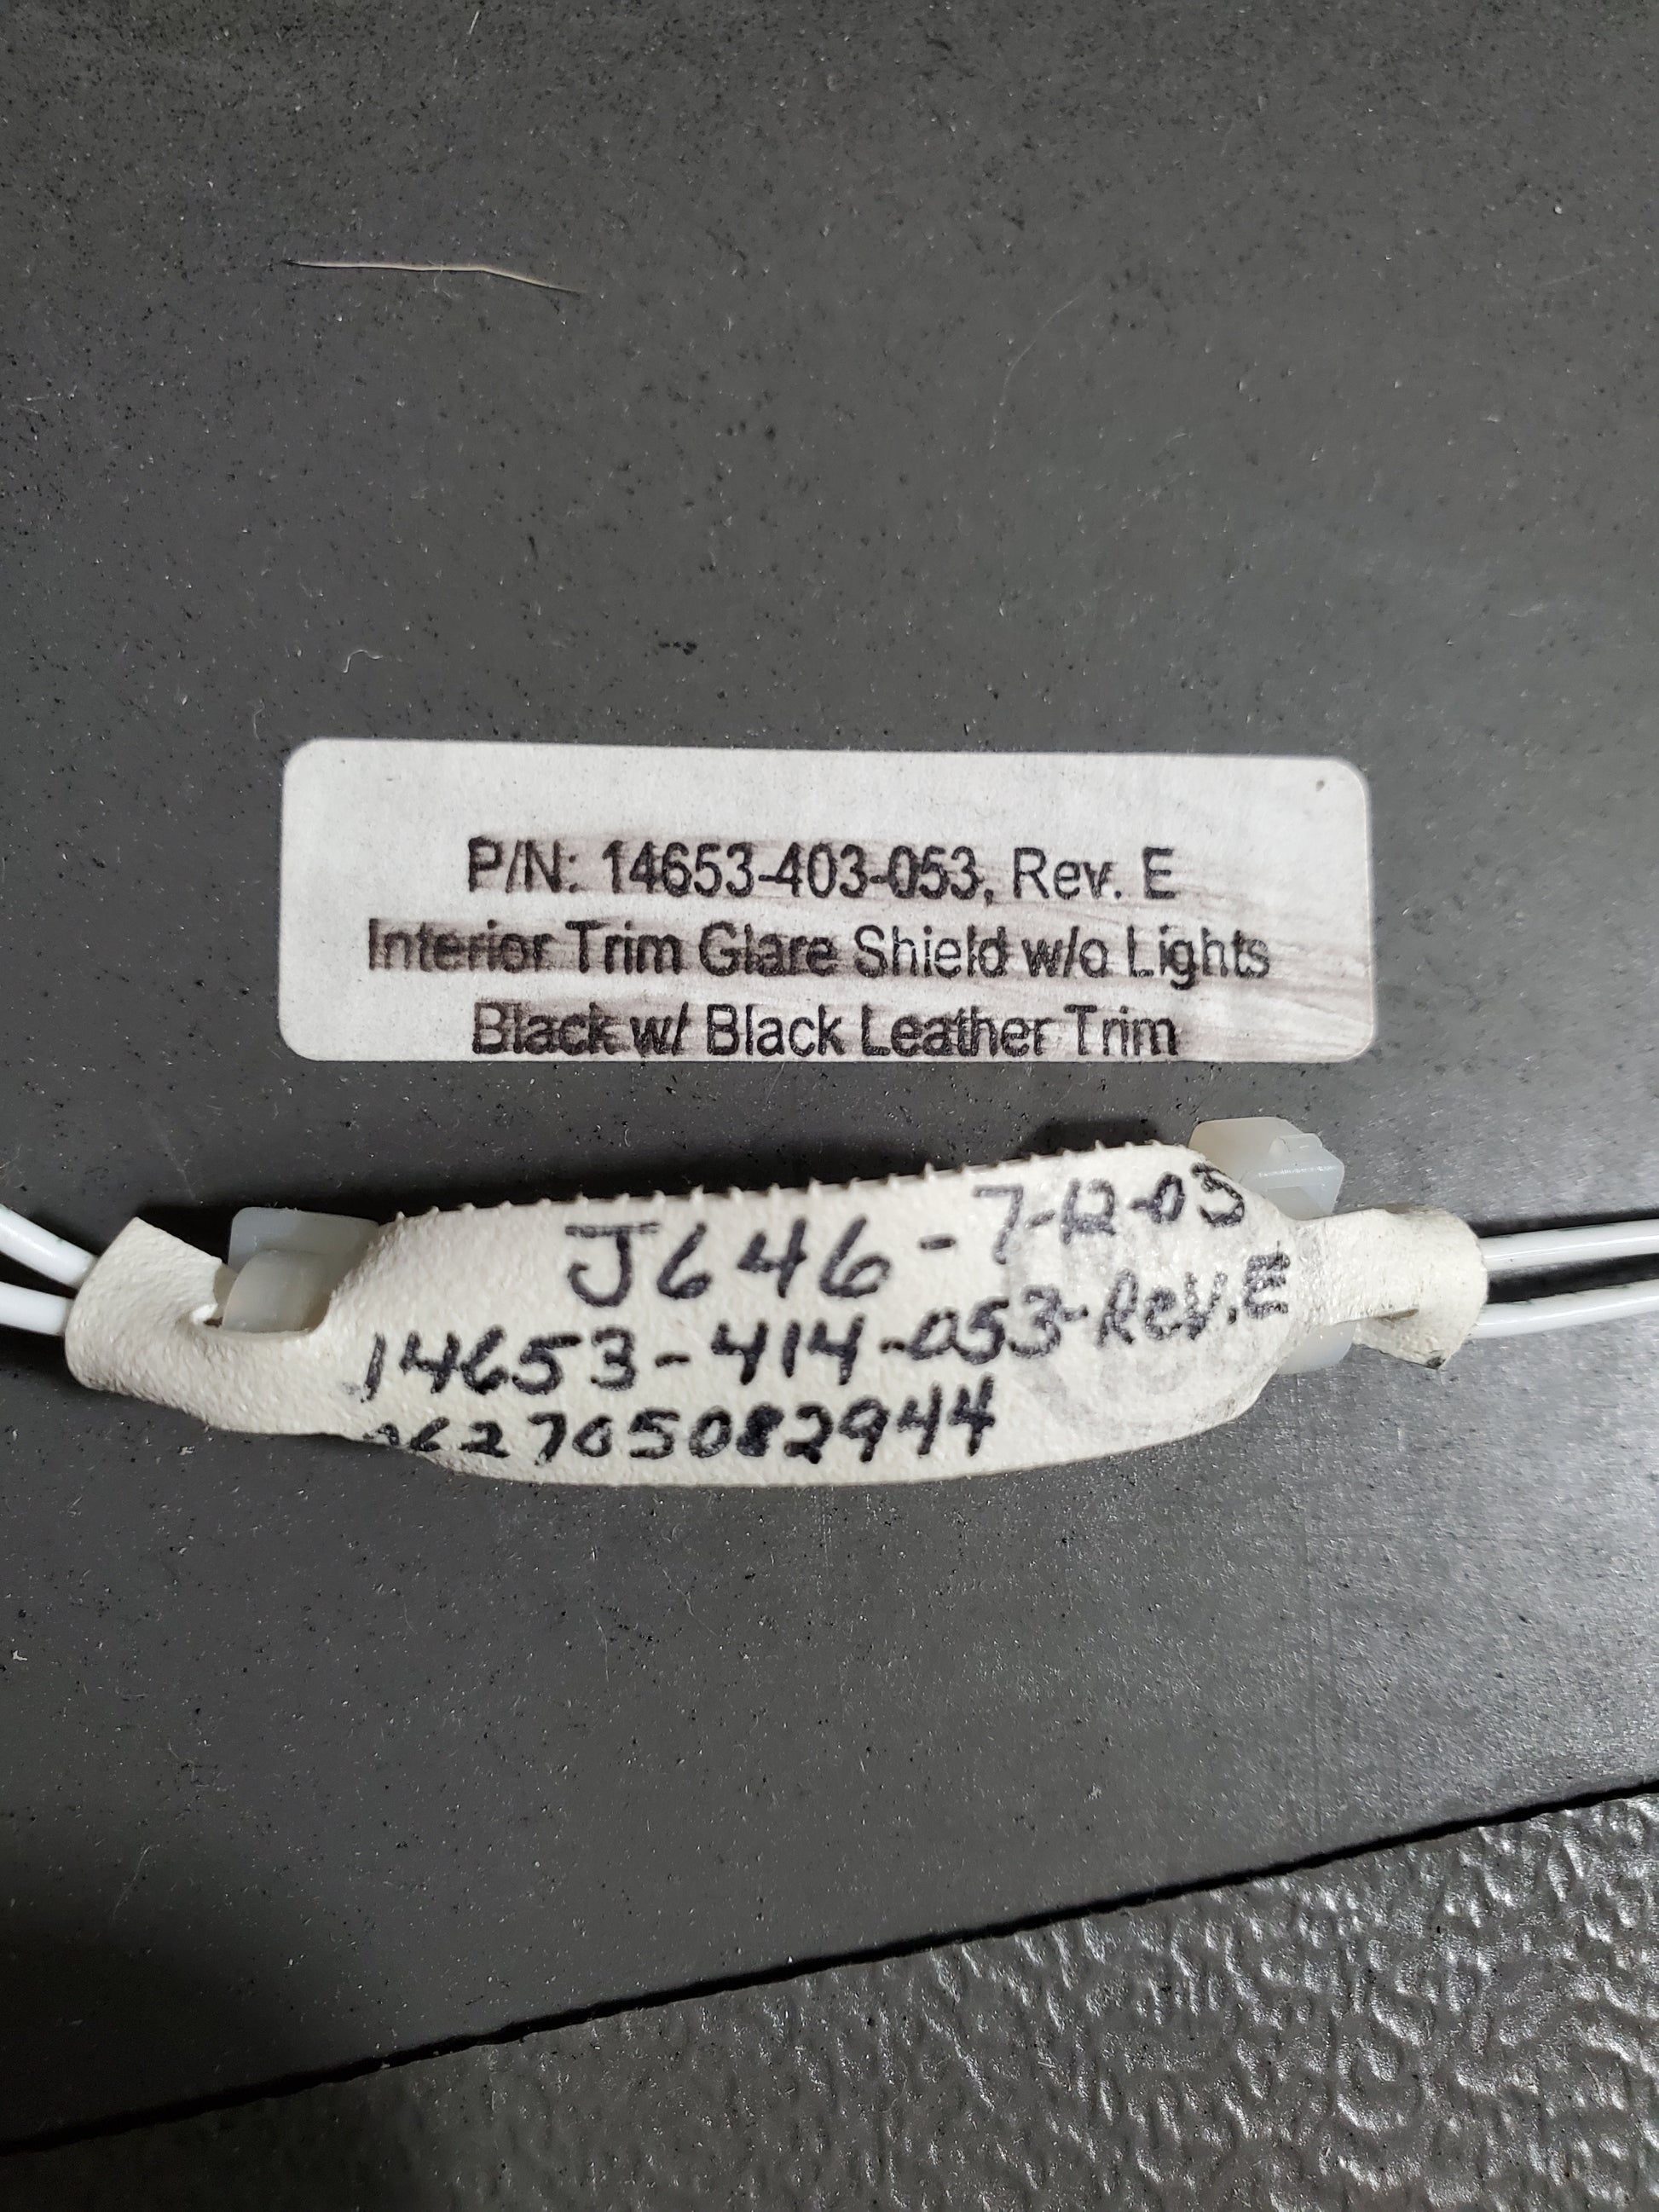 P/N: 14653-403-053, Rev. E
Interior Trim Glare Shield w/o Lights
Black w/ Black Leather Trim
J646-7-12-05
14653-414-053-Rev.E